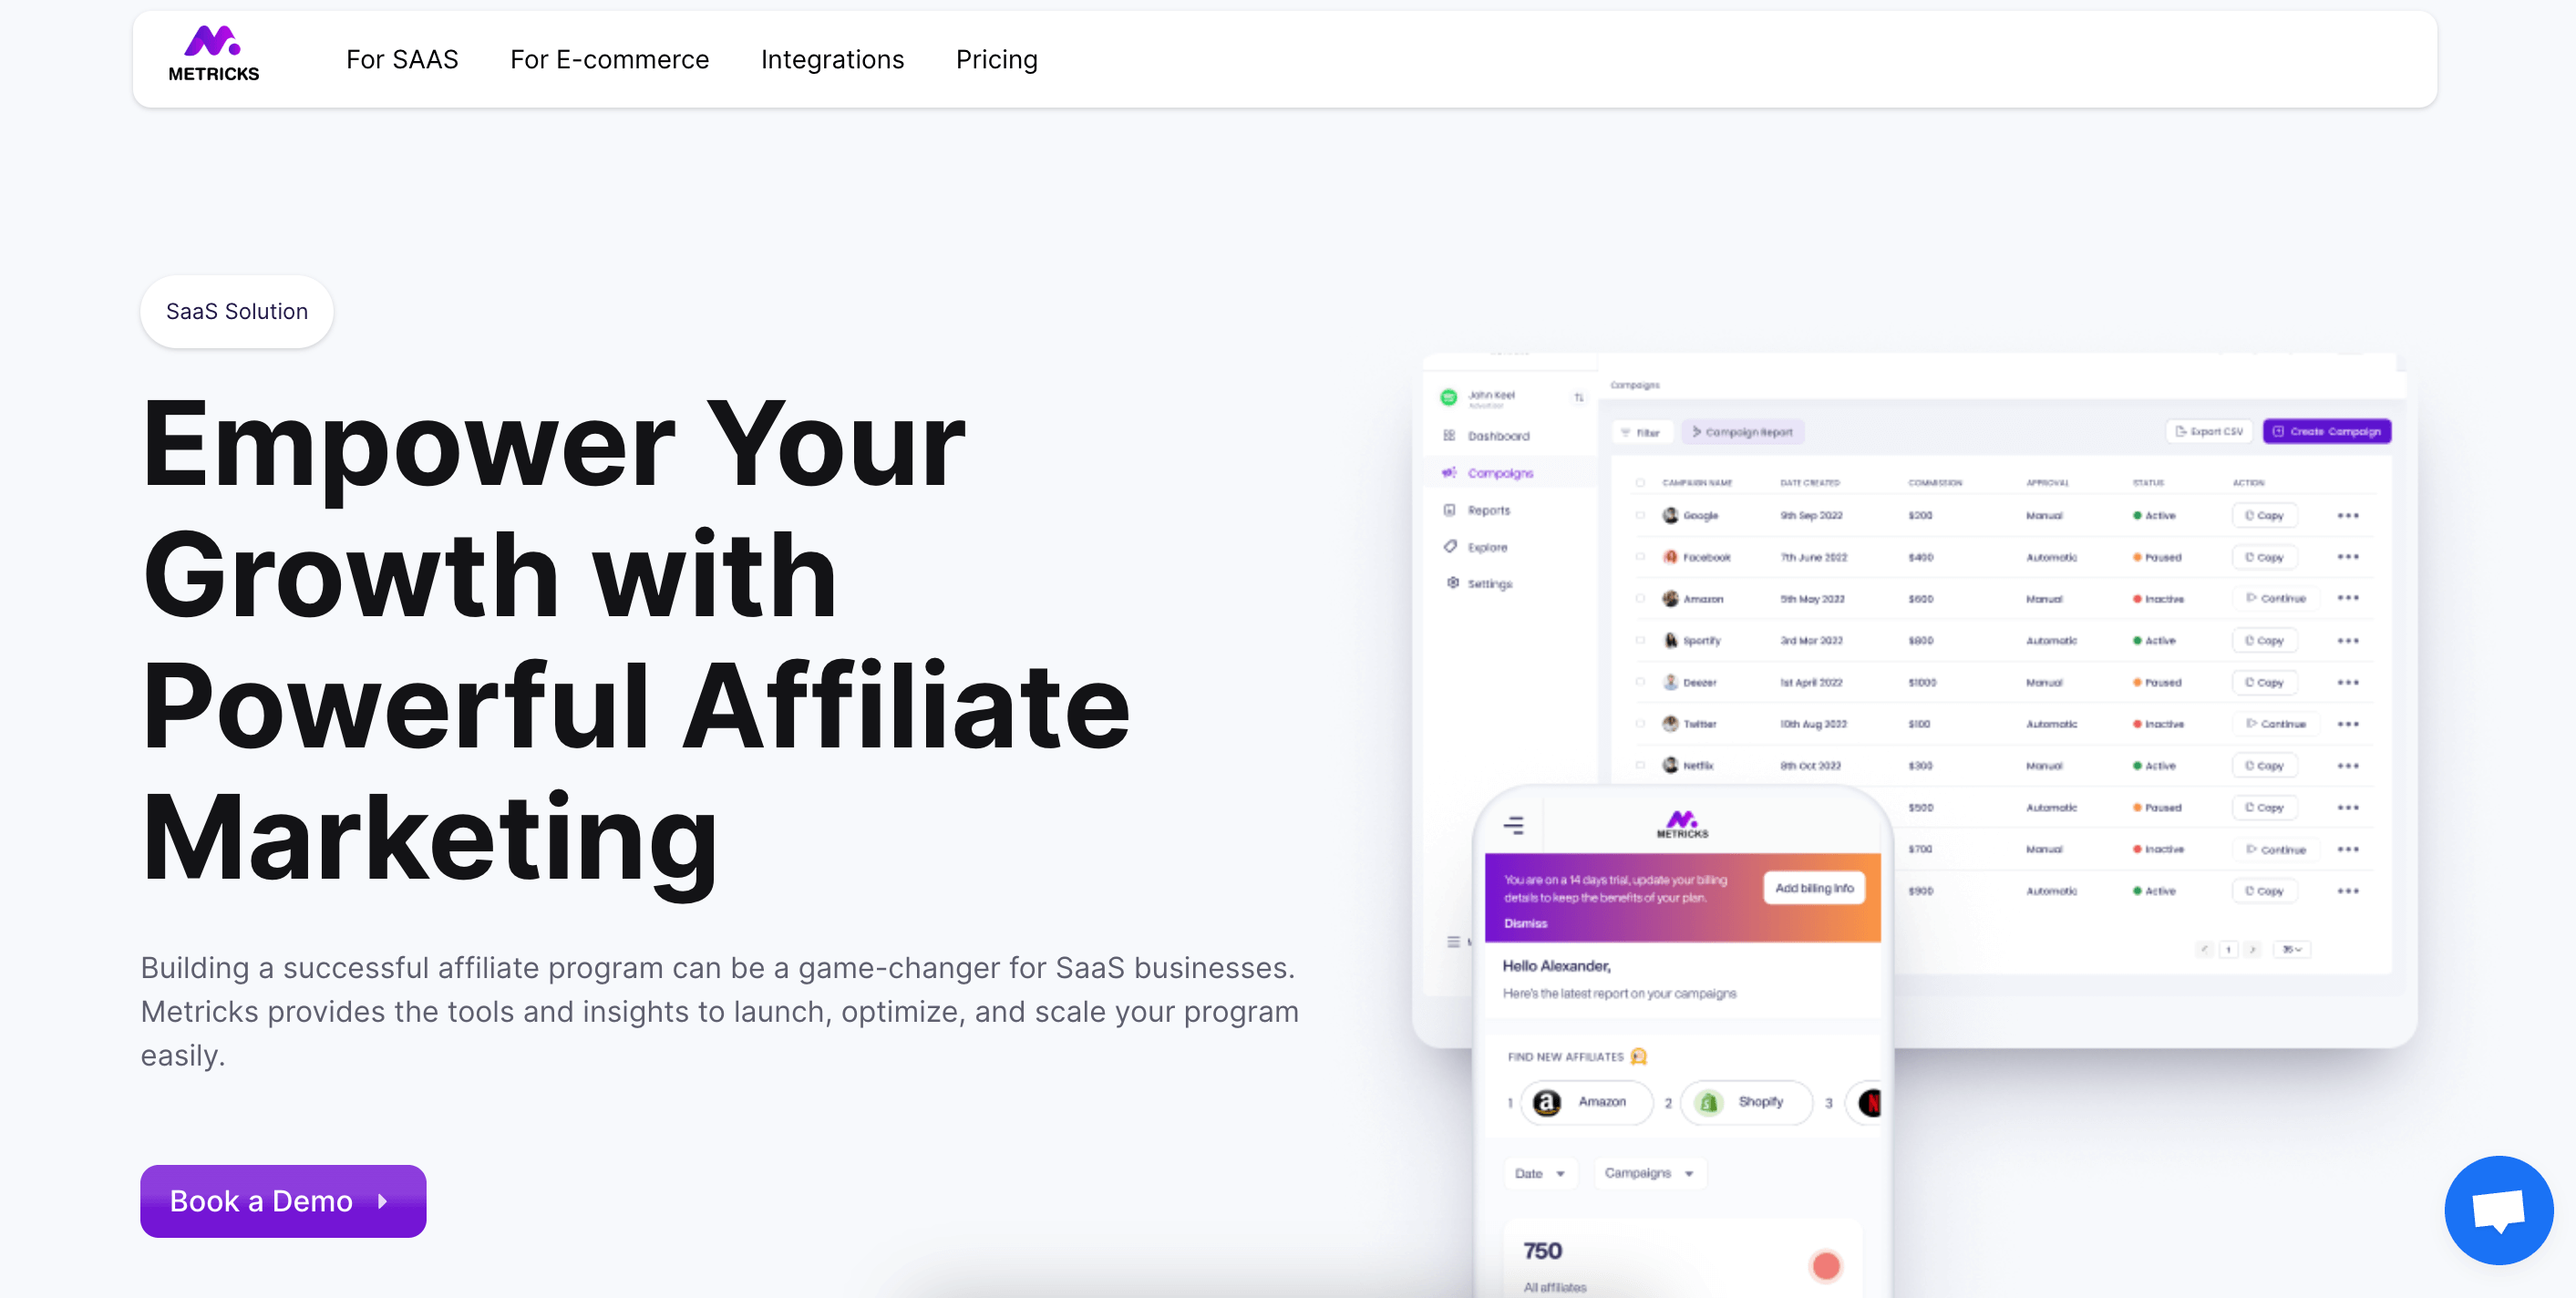 METRICKS
For SAAS For E-commerce Integrations Pricing
SaaS Solution
Empower Your
Growth with
Powerful Affiliate
Marketing
Building a successful affiliate program can be a game-changer for SaaS businesses.
Metricks provides the tools and insights to launch, optimize, and scale your program
easily.
Book a Demo
John Keel
Dashboard
Campaigns
Reports
Explore
Settings
Campaigns
Filter Campaign Report Export CSV Create Campaign
CAMPAIGN NAME DATE CREATED COMMISSION APPROVAL STATUS ACTION
Google 9th Sep 2022 $200 Manual Active Copy
Facebook 7th June 2022 $400 Automatic Paused Copy
Amazon 5th May 2022 $600 Manual Inactive Continue
Sportify 3rd Mar 2022 $800 Automatic Active Copy
Deezer 1st April 2022 $1000 Manual Paused Copy
Twitter 10th Aug 2022 $100 Automatic Inactive Continue
Netflix 8th Oct 2022 $300 Manual Active Copy
$500 Automatic Paused Copy
$700 Manual Inactive Continue
$900 Automatic Active Copy
1 35
METRICKS
You are on a 14 days trial, update your billing
details to keep the benefits of your plan.
Add billing Info
Dismiss
Hello Alexander,
Here's the latest report on your campaigns
FIND NEW AFFILIATES
1 Amazon 2 Shopify 3
Date Campaigns
750
All affiliates